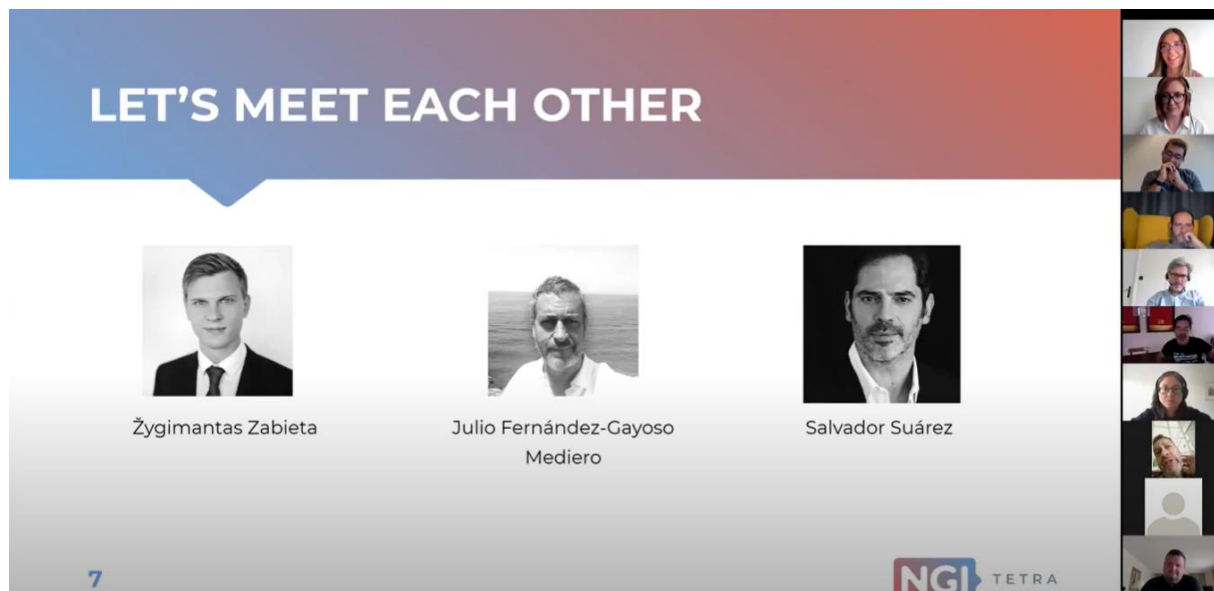 LET'S MEET EACH OTHER
Žygimantas Zabieta
Julio Fernández-Gayoso
Mediero
Salvador Suárez
7
NGI TETRA